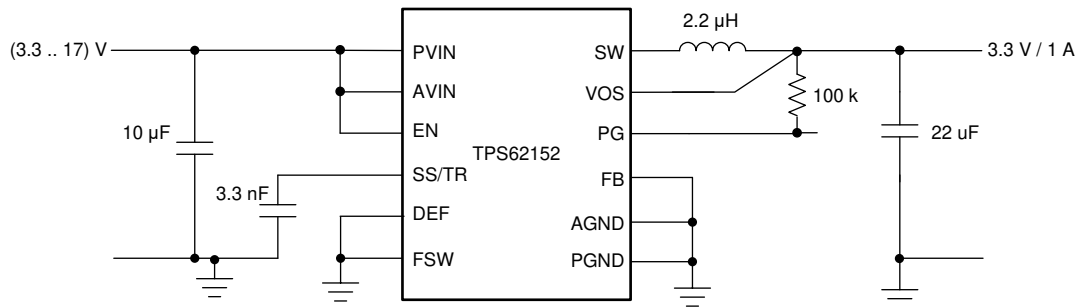 2.2 µH
(3.3 .. 17) V
PVIN
SW
3.3 V / 1 A
AVIN
VOS
100 k
10 µF
EN
PG
22 uF
TPS62152
SS/TR
FB
3.3 nF
DEF
AGND
FSW
PGND